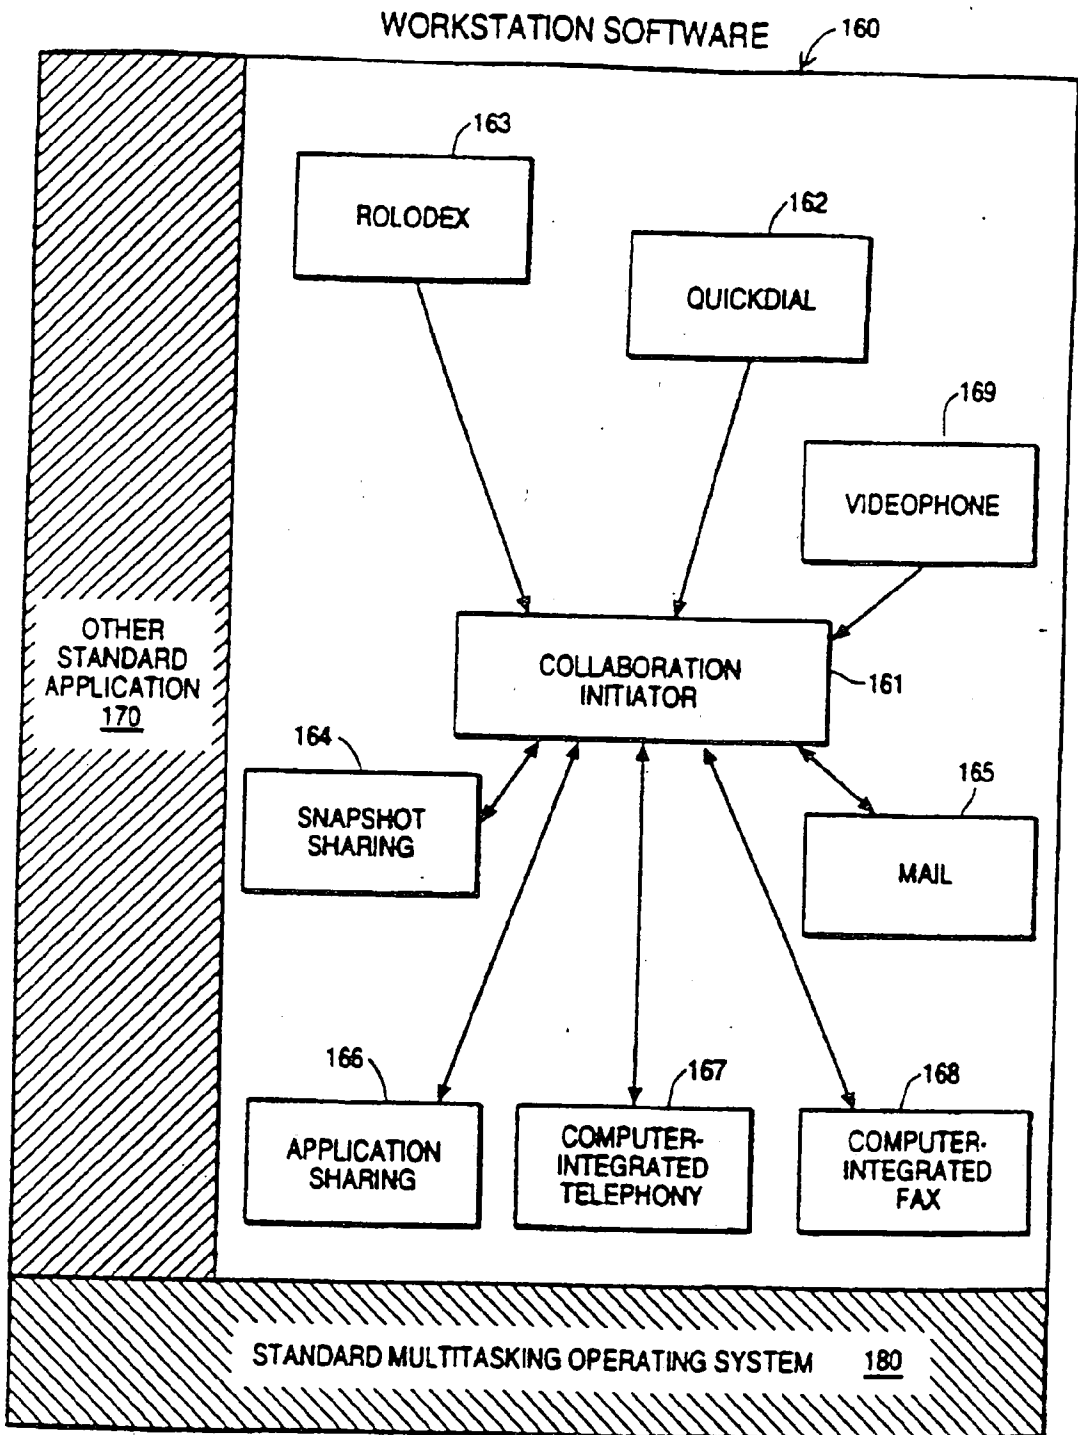 WORKSTATION SOFTWARE
160
163
ROLODEX
162
QUICKDIAL
169
VIDEOPHONE
OTHER
STANDARD
APPLICATION
170
COLLABORATION
INITIATOR
161
164
SNAPSHOT
SHARING
165
MAIL
166
APPLICATION
SHARING
167
COMPUTER-
INTEGRATED
TELEPHONY
168
COMPUTER-
INTEGRATED
FAX
STANDARD MULTITASKING OPERATING SYSTEM 180